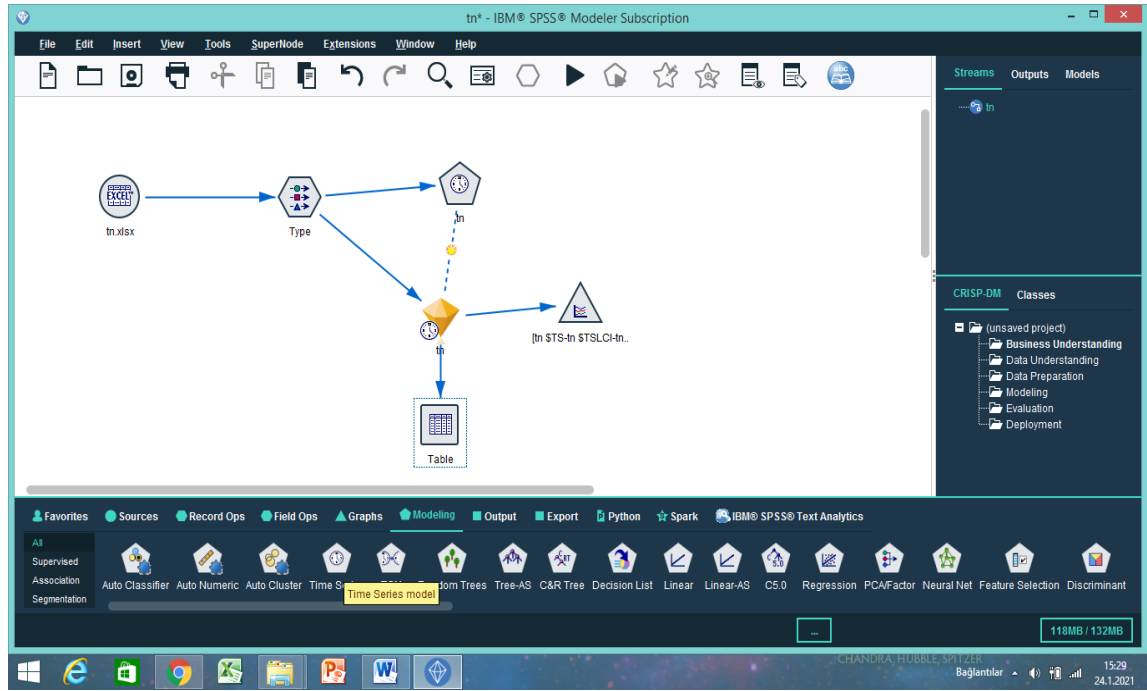 tn* - IBM® SPSS® Modeler Subscription
File Edit Insert View Tools SuperNode Extensions Window Help
abc
Streams Outputs Models
tn
EXCEL
tn.xlsx
Type
tn
tn
[tn $TS-tn $TSLCI-tn..
Table
CRISP-DM Classes
(unsaved project)
Business Understanding
Data Understanding
Data Preparation
Modeling
Evaluation
Deployment
Favorites Sources Record Ops Field Ops Graphs Modeling Output Export Python Spark IBM® SPSS® Text Analytics
All
Supervised
Association
Segmentation
Auto Classifier Auto Numeric Auto Cluster Time Trees Tree-AS C&R Tree Decision List Linear Linear-AS C5.0 Regression PCA/Factor Neural Net Feature Selection Discriminant
Time Series model
...
118MB / 132MB
CHANDRA, HUBBLE, SPITZER
Bağlantılar
15:29
24.1.2021